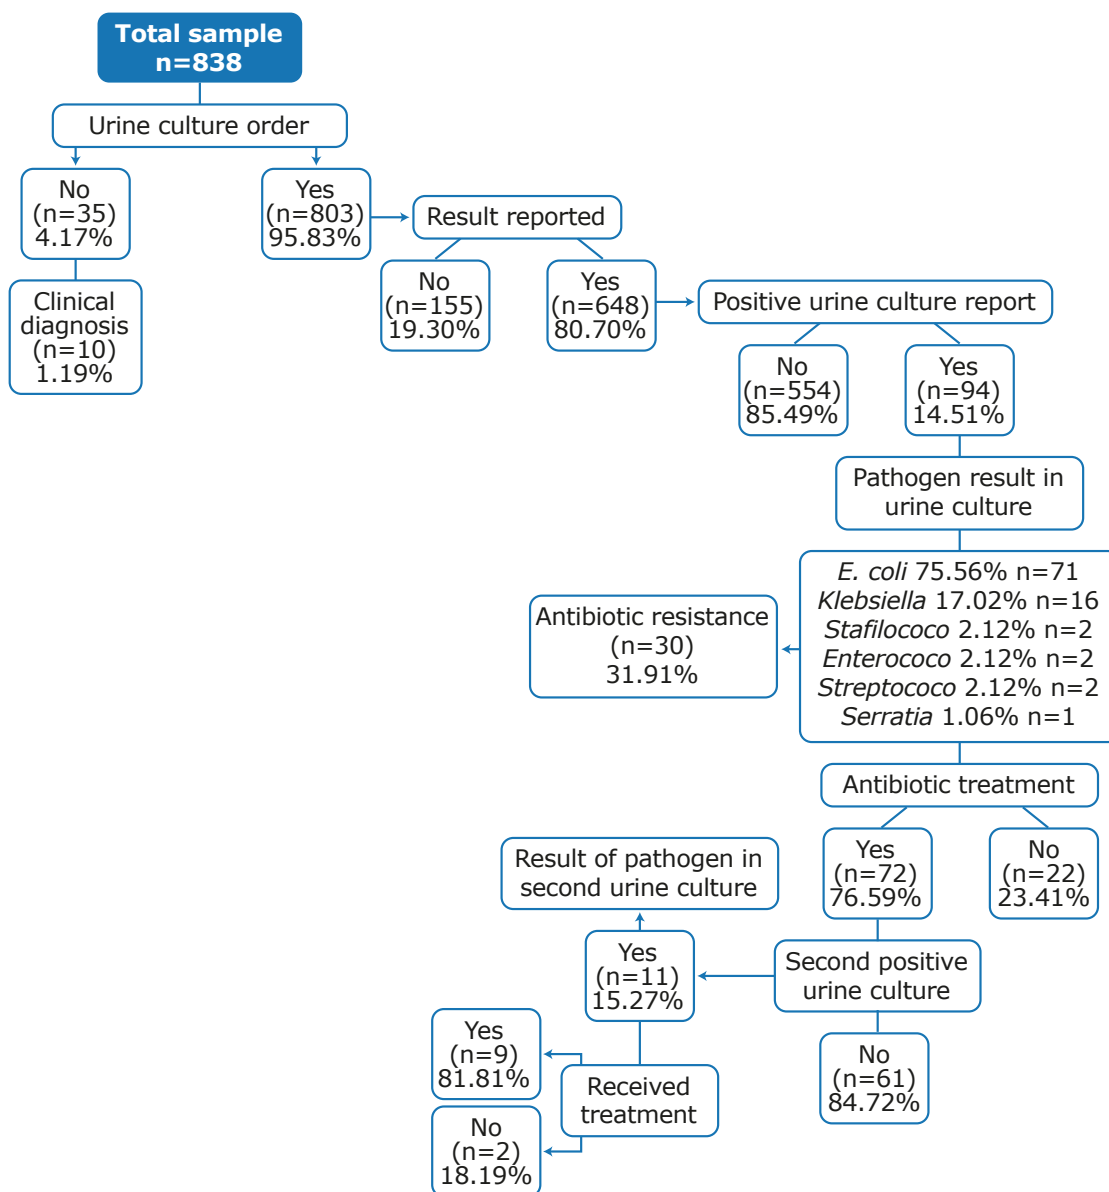 Total sample
n=838
Urine culture order
No
(n=35)
4.17%
Yes
(n=803)
95.83%
Result reported
Clinical
diagnosis
(n=10)
1.19%
No
(n=155)
19.30%
Yes
(n=648)
80.70%
Positive urine culture report
No
(n=554)
85.49%
Yes
(n=94)
14.51%
Pathogen result in
urine culture
E. coli 75.56% n=71
Klebsiella 17.02% n=16
Stafilococo 2.12% n=2
Enterococo 2.12% n=2
Streptococo 2.12% n=2
Serratia 1.06% n=1
Antibiotic resistance
(n=30)
31.91%
Antibiotic treatment
Yes
(n=72)
76.59%
No
(n=22)
23.41%
Result of pathogen in
second urine culture
Second positive
urine culture
Yes
(n=11)
15.27%
No
(n=61)
84.72%
Received
treatment
Yes
(n=9)
81.81%
No
(n=2)
18.19%